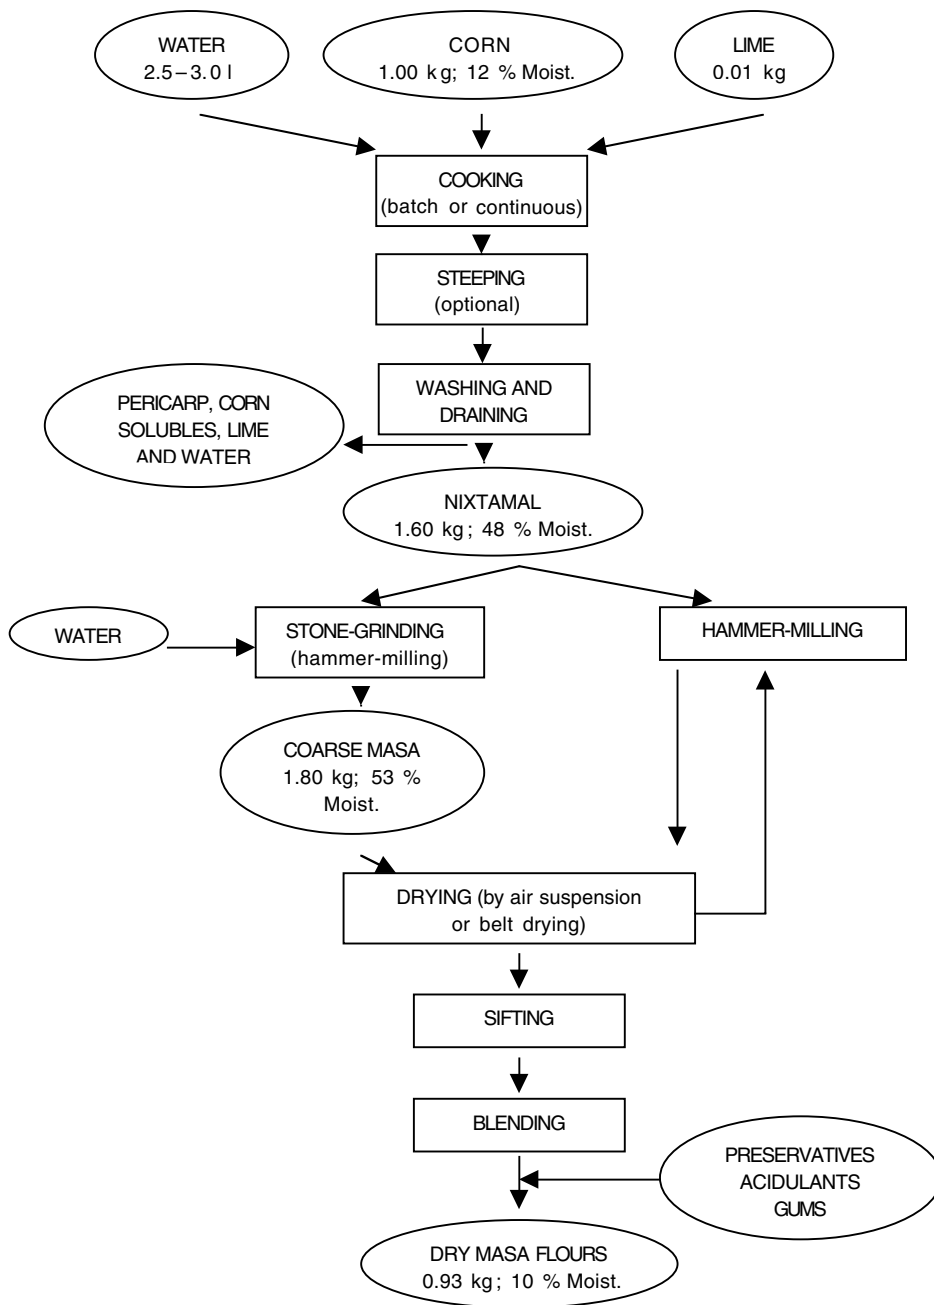 WATER
2.5–3.0 l
CORN
1.00 kg; 12 % Moist.
LIME
0.01 kg
COOKING
(batch or continuous)
STEEPING
(optional)
WASHING AND
DRAINING
PERICARP, CORN
SOLUBLES, LIME
AND WATER
NIXTAMAL
1.60 kg; 48 % Moist.
WATER
STONE-GRINDING
(hammer-milling)
HAMMER-MILLING
COARSE MASA
1.80 kg; 53 %
Moist.
DRYING (by air suspension
or belt drying)
SIFTING
BLENDING
PRESERVATIVES
ACIDULANTS
GUMS
DRY MASA FLOURS
0.93 kg; 10 % Moist.